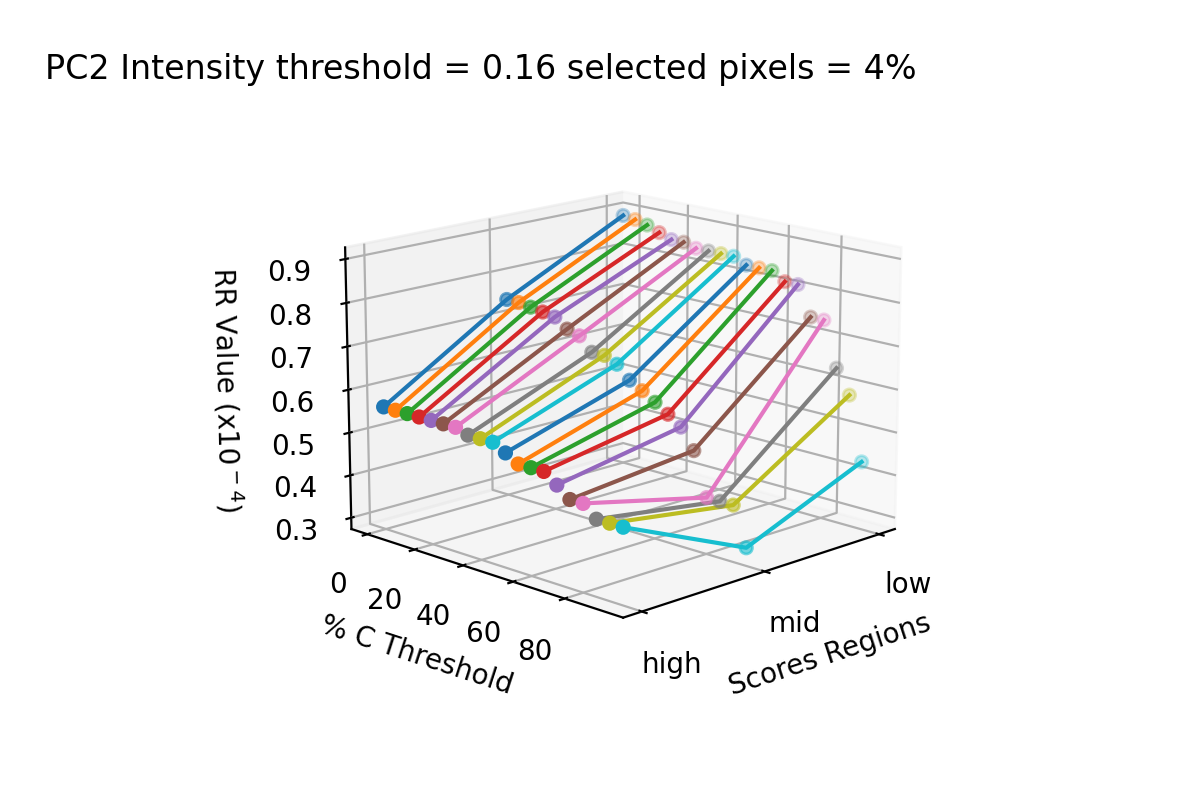 PC2 Intensity threshold = 0.16 selected pixels = 4%
RR Value (x10⁻⁴)
0.9
0.8
0.7
0.6
0.5
0.4
0.3
0
20
40
60
80
% C Threshold
high
mid
low
Scores Regions